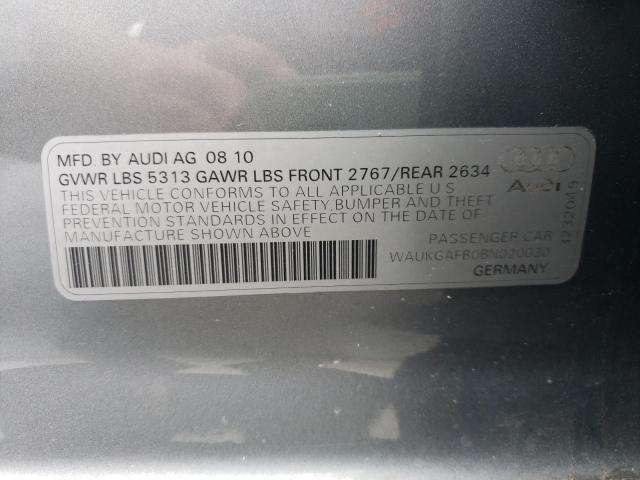 MFD. BY AUDI AG 08 10
GVWR LBS 5313 GAWR LBS FRONT 2767/REAR 2634
THIS VEHICLE CONFORMS TO ALL APPLICABLE U S
FEDERAL MOTOR VEHICLE SAFETY,BUMPER AND THEFT
PREVENTION STANDARDS IN EFFECT ON THE DATE OF
MANUFACTURE SHOWN ABOVE
Audi
PASSENGER CAR
WAUKGAFB0BN020030
GERMANY